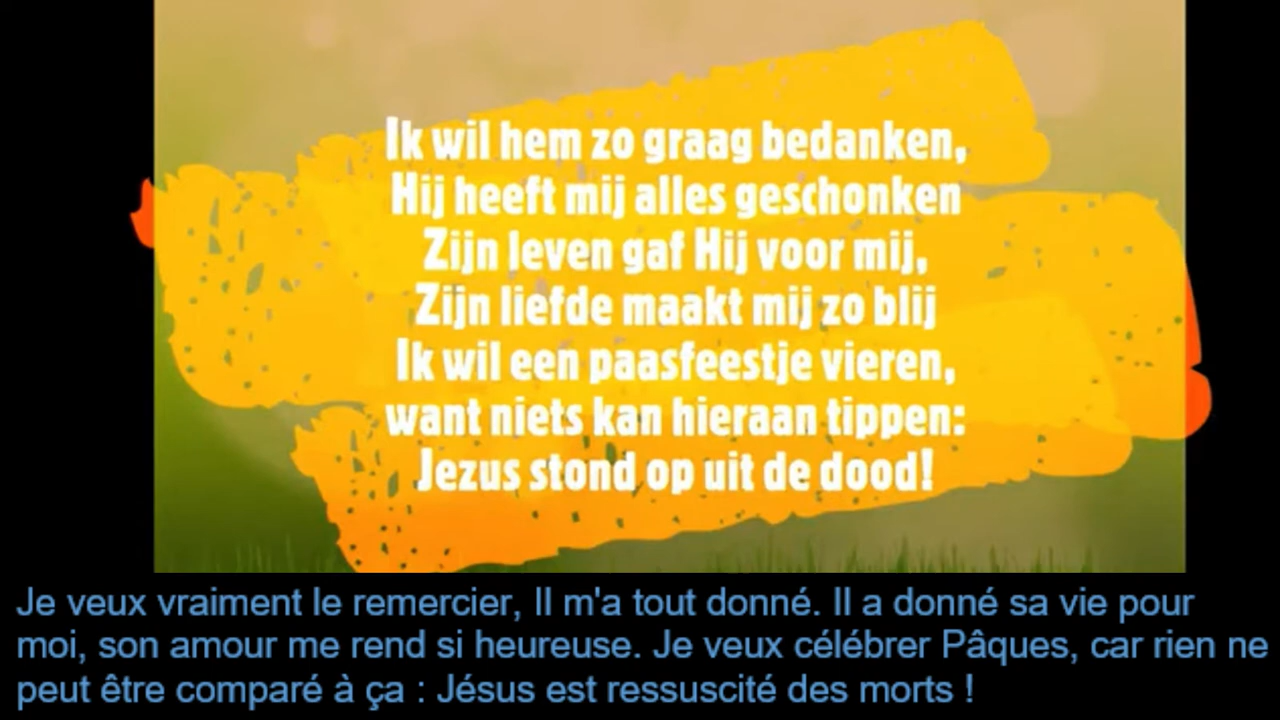 Ik wil hem zo graag bedanken,
Hij heeft mij alles geschonken
Zijn leven gaf Hij voor mij,
Zijn liefde maakt mij zo blij
Ik wil een paasfeestje vieren,
want niets kan hieraan tippen:
Jezus stond op uit de dood!
Je veux vraiment le remercier, Il m'a tout donné. Il a donné sa vie pour
moi, son amour me rend si heureuse. Je veux célébrer Pâques, car rien ne
peut être comparé à ça : Jésus est ressuscité des morts !